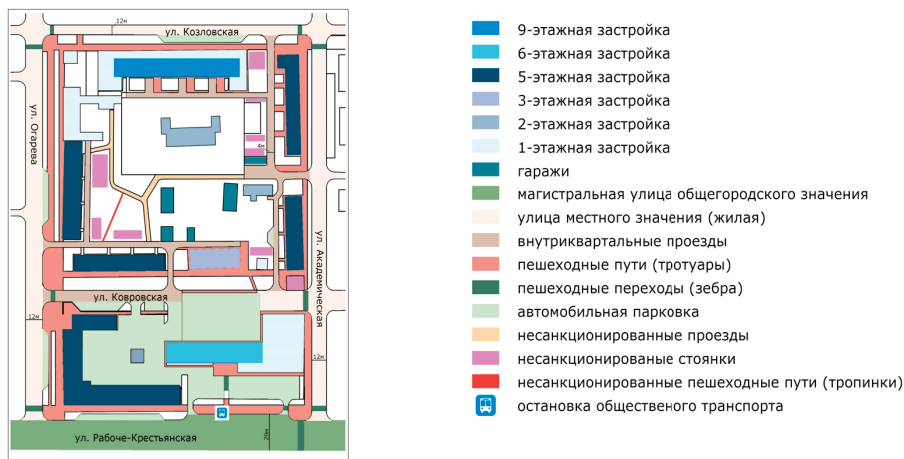 12м
ул. Козловская
ул. Огарева
4м
ул. Академическая
ул. Ковровская
12м
12м
ул. Рабоче-Крестьянская
20м
9-этажная застройка
6-этажная застройка
5-этажная застройка
3-этажная застройка
2-этажная застройка
1-этажная застройка
гаражи
магистральная улица общегородского значения
улица местного значения (жилая)
внутриквартальные проезды
пешеходные пути (тротуары)
пешеходные переходы (зебра)
автомобильная парковка
несанкционированные проезды
несанкционированые стоянки
несанкционированные пешеходные пути (тропинки)
остановка общественого транспорта